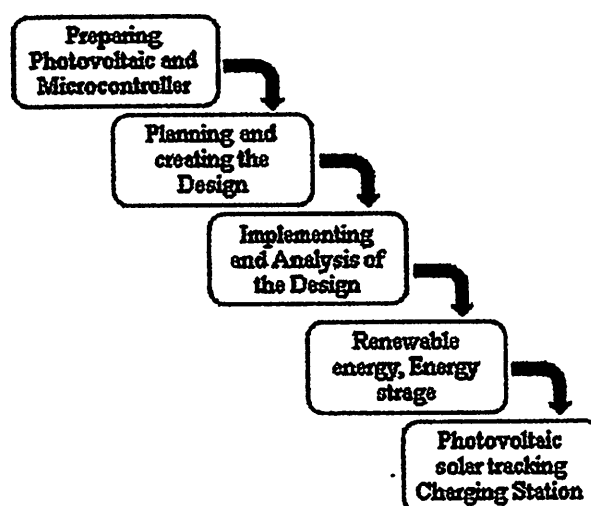 Preparing
Photovoltaic and
Microcontroller
Planning and
creating the
Design
Implementing
and Analysis of
the Design
Renewable
energy, Energy
strage
Photovoltaic
solar tracking
Charging Station